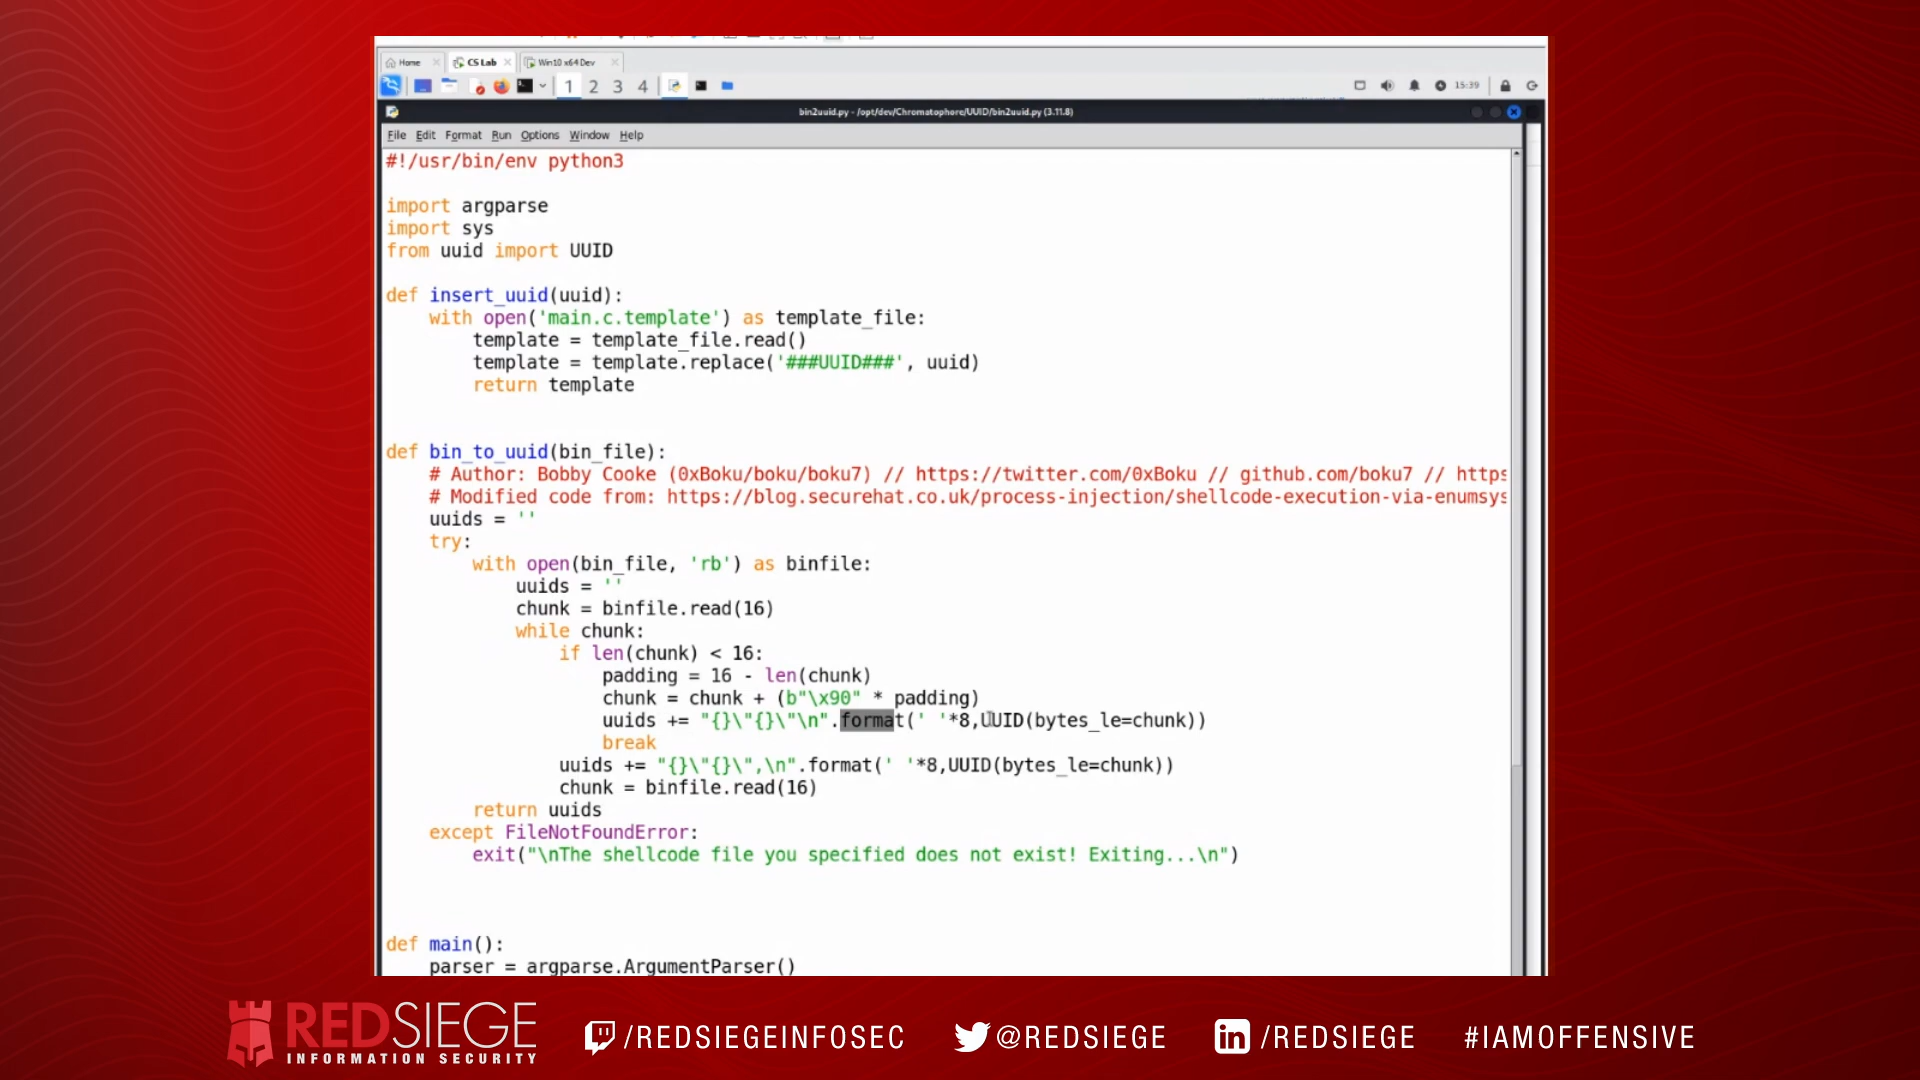 Home
CS Lab
Win10 x64 Dev
1 2 3 4
15:39
bin2uuid.py - /opt/dev/Chromatophore/UUID/bin2uuid.py (3.11.8)
File Edit Format Run Options Window Help
#!/usr/bin/env python3
import argparse
import sys
from uuid import UUID
def insert_uuid(uuid):
    with open('main.c.template') as template_file:
        template = template_file.read()
        template = template.replace('###UUID###', uuid)
        return template
def bin_to_uuid(bin_file):
    # Author: Bobby Cooke (0xBoku/boku/boku7) // https://twitter.com/0xBoku // github.com/boku7 // https
    # Modified code from: https://blog.securehat.co.uk/process-injection/shellcode-execution-via-enumsys
    uuids = ''
    try:
        with open(bin_file, 'rb') as binfile:
            uuids = ''
            chunk = binfile.read(16)
            while chunk:
                if len(chunk) < 16:
                    padding = 16 - len(chunk)
                    chunk = chunk + (b"\x90" * padding)
                    uuids += "{}\"{}\"\n".format(' '*8,UUID(bytes_le=chunk))
                    break
                uuids += "{}\"{}\",\n".format(' '*8,UUID(bytes_le=chunk))
                chunk = binfile.read(16)
        return uuids
    except FileNotFoundError:
        exit("\nThe shellcode file you specified does not exist! Exiting...\n")
def main():
    parser = argparse.ArgumentParser()
REDSIEGE
INFORMATION SECURITY
/REDSIEGEINFOSEC
@REDSIEGE
in /REDSIEGE
#IAMOFFENSIVE